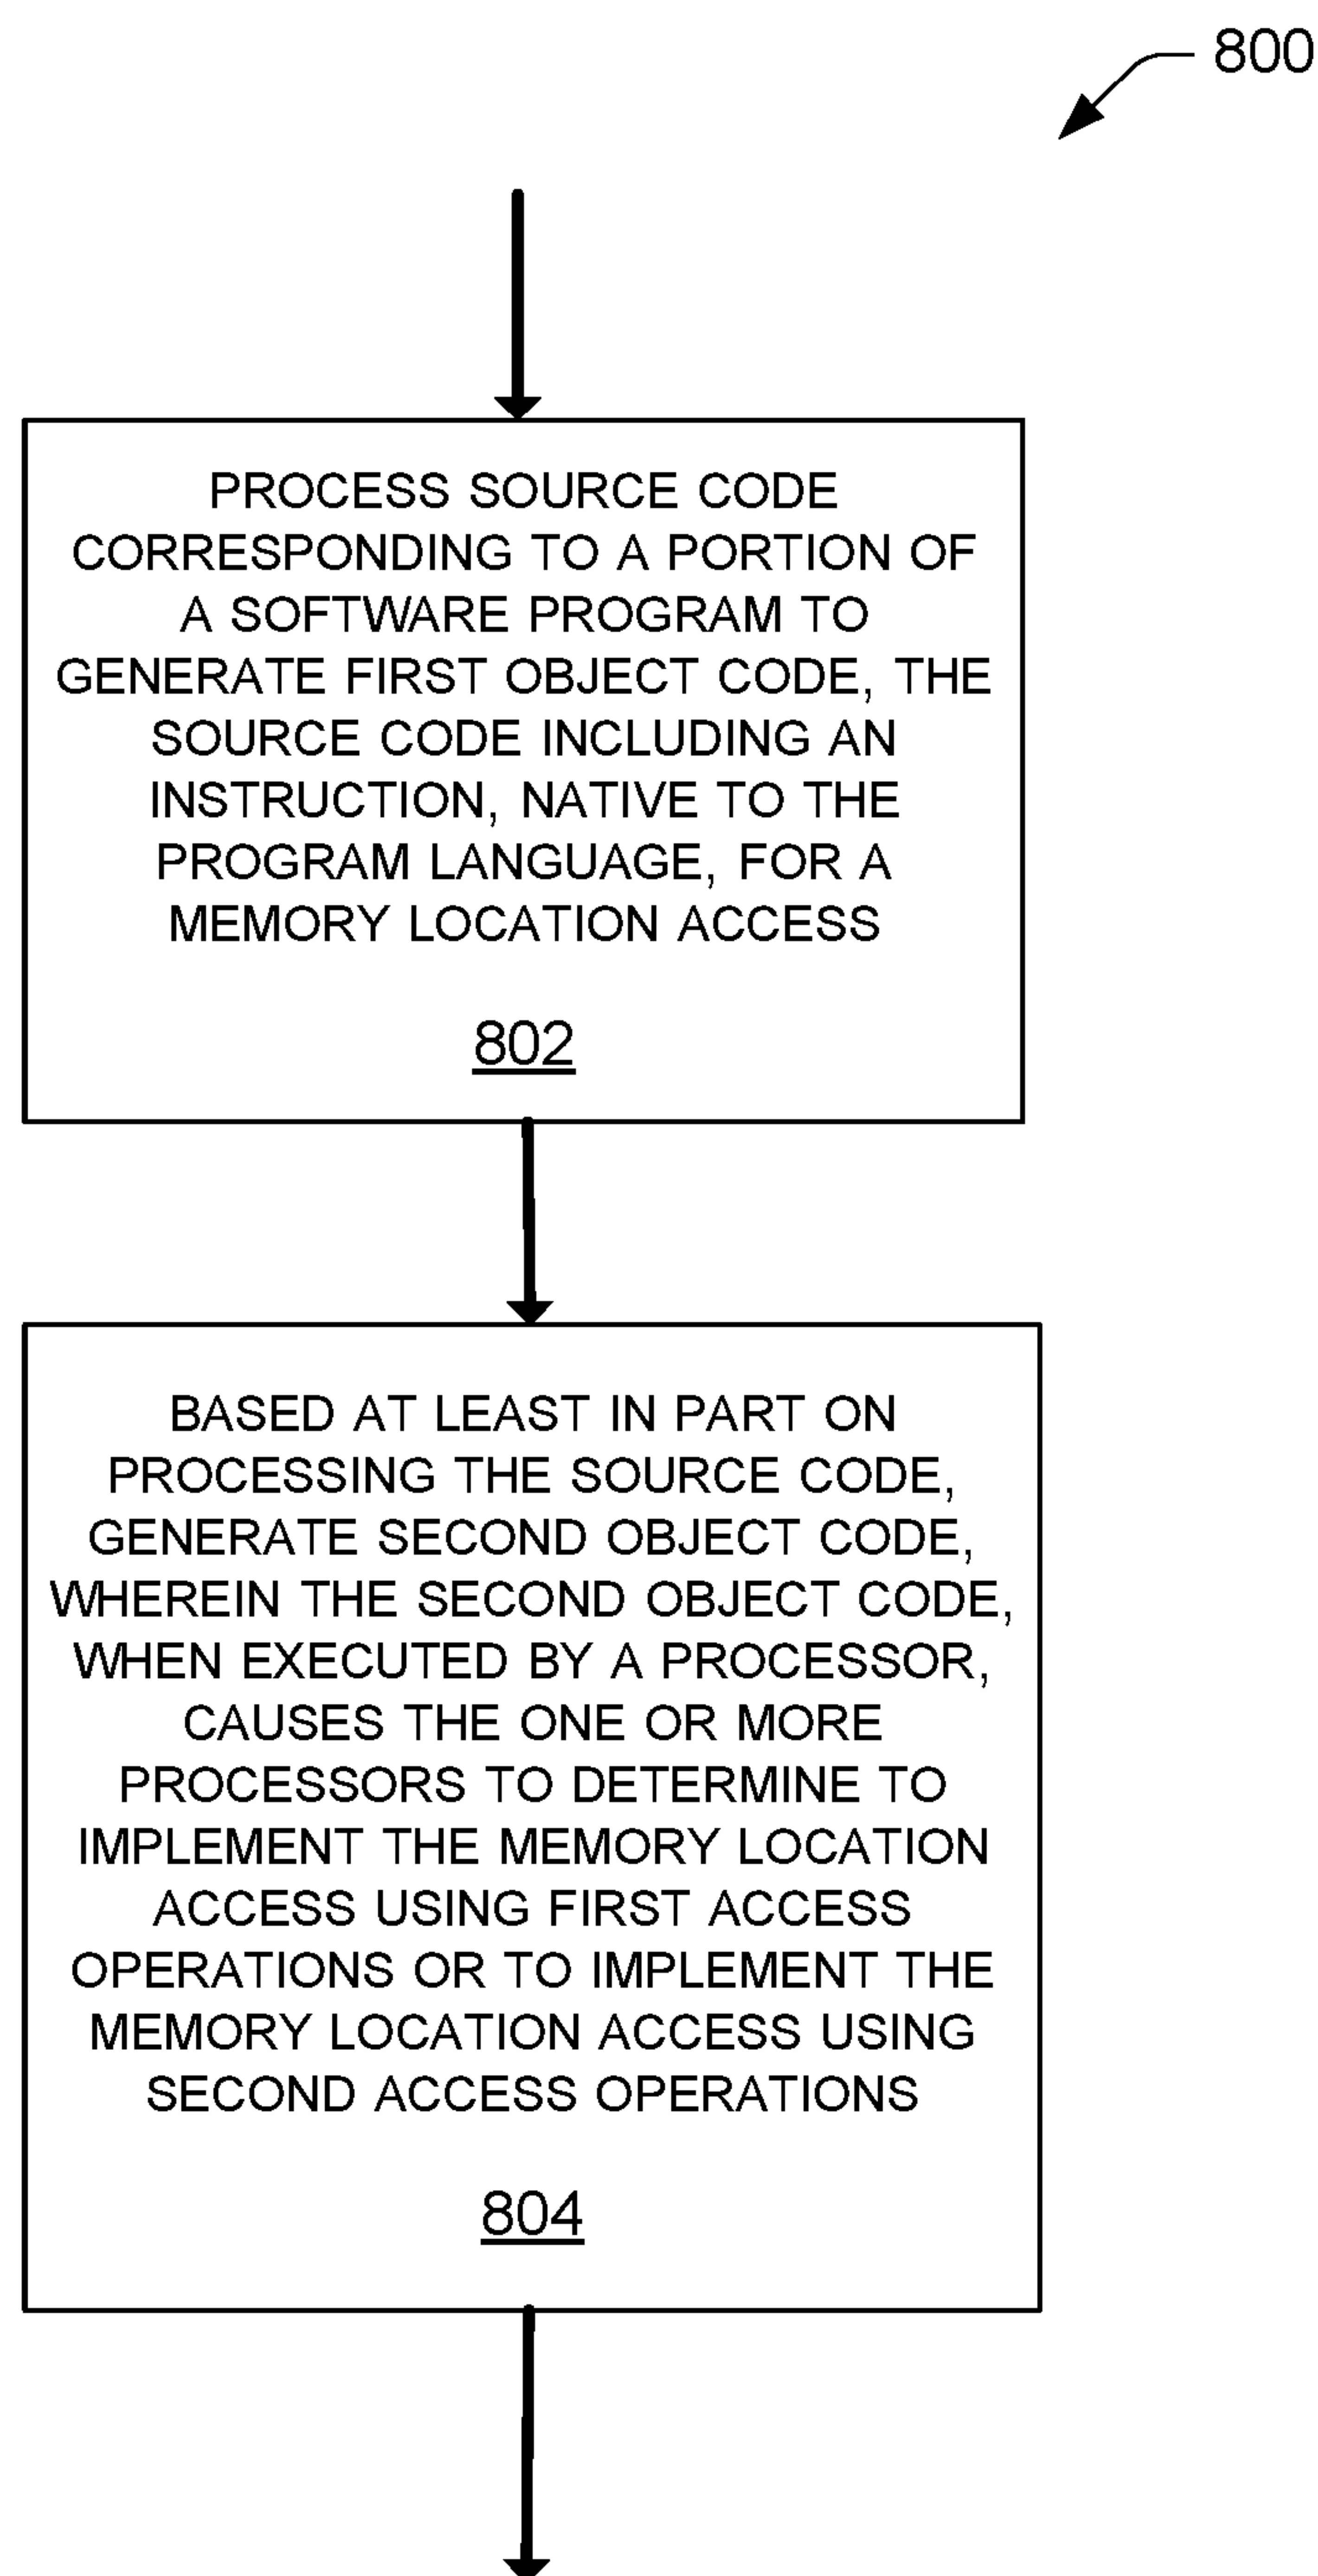 800
PROCESS SOURCE CODE
CORRESPONDING TO A PORTION OF
A SOFTWARE PROGRAM TO
GENERATE FIRST OBJECT CODE, THE
SOURCE CODE INCLUDING AN
INSTRUCTION, NATIVE TO THE
PROGRAM LANGUAGE, FOR A
MEMORY LOCATION ACCESS
802
BASED AT LEAST IN PART ON
PROCESSING THE SOURCE CODE,
GENERATE SECOND OBJECT CODE,
WHEREIN THE SECOND OBJECT CODE,
WHEN EXECUTED BY A PROCESSOR,
CAUSES THE ONE OR MORE
PROCESSORS TO DETERMINE TO
IMPLEMENT THE MEMORY LOCATION
ACCESS USING FIRST ACCESS
OPERATIONS OR TO IMPLEMENT THE
MEMORY LOCATION ACCESS USING
SECOND ACCESS OPERATIONS
804